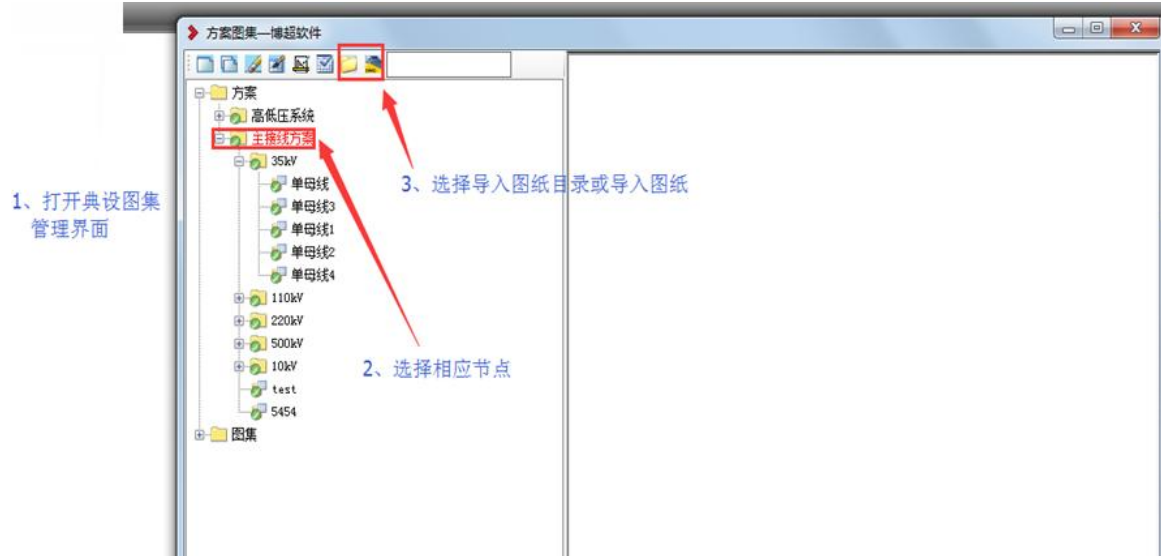 方案图集—博超软件
方案
高低压系统
主接线方案
35kV
单母线
单母线3
单母线1
单母线2
单母线4
110kV
220kV
500kV
10kV
test
5454
图集
1、打开典设图集
管理界面
3、选择导入图纸目录或导入图纸
2、选择相应节点